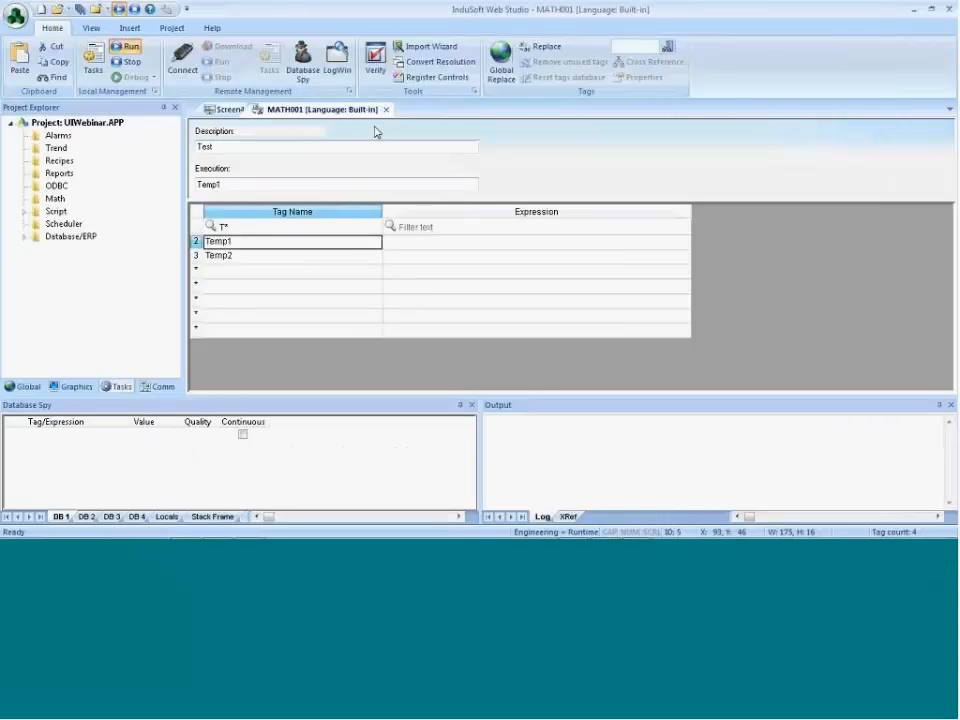 InduSoft Web Studio - MATH001 [Language: Built-in]
Home View Insert Project Help
Paste Cut Copy Find Clipboard
Tasks Run Stop Debug Local Management
Connect Download Run Stop Tasks Database Spy LogWin Remote Management
Verify Import Wizard Convert Resolution Register Controls Tools
Global Replace Replace Remove unused tags Reset tags database Cross Reference Properties Tags
Project Explorer
Screen MATH001 [Language: Built-in]
Project: UIWebinar.APP
Alarms
Trend
Recipes
Reports
ODBC
Math
Script
Scheduler
Database/ERP
Global Graphics Tasks Comm
Description:
Test
Execution:
Temp1
Tag Name Expression
T* Filter text
2 Temp1
3 Temp2
*
*
*
*
*
Database Spy
Tag/Expression Value Quality Continuous
DB 1 DB 2 DB 3 DB 4 Locals Stack Frame
Output
Log XRef
Ready Engineering + Runtime CAP NUM SCRL ID: 5 X: 93, Y: 46 W: 175, H: 16 Tag count: 4